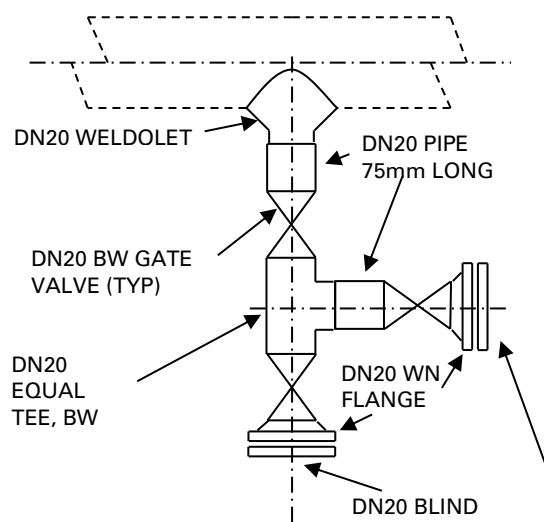 DN20 WELDOLET
DN20 PIPE
75mm LONG
DN20 BW GATE
VALVE (TYP)
DN20
EQUAL
TEE, BW
DN20 WN
FLANGE
DN20 BLIND